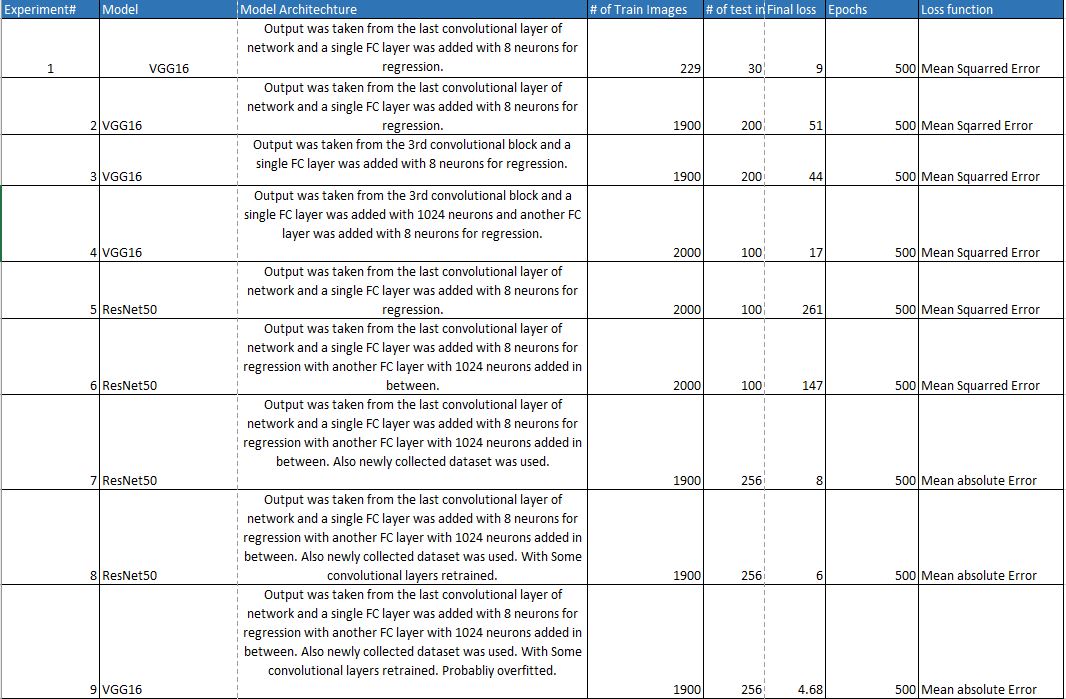 Experiment# Model Model Architechture # of Train Images # of test in Final loss Epochs Loss function
Output was taken from the last convolutional layer of
network and a single FC layer was added with 8 neurons for
regression.
1 VGG16 229 30 9 500 Mean Squarred Error
Output was taken from the last convolutional layer of
network and a single FC layer was added with 8 neurons for
regression.
2 VGG16 1900 200 51 500 Mean Sqarred Error
Output was taken from the 3rd convolutional block and a
single FC layer was added with 8 neurons for regression.
3 VGG16 1900 200 44 500 Mean Squarred Error
Output was taken from the 3rd convolutional block and a
single FC layer was added with 1024 neurons and another FC
layer was added with 8 neurons for regression.
4 VGG16 2000 100 17 500 Mean Squarred Error
Output was taken from the last convolutional layer of
network and a single FC layer was added with 8 neurons for
regression.
5 ResNet50 2000 100 261 500 Mean Squarred Error
Output was taken from the last convolutional layer of
network and a single FC layer was added with 8 neurons for
regression with another FC layer with 1024 neurons added in
between.
6 ResNet50 2000 100 147 500 Mean Squarred Error
Output was taken from the last convolutional layer of
network and a single FC layer was added with 8 neurons for
regression with another FC layer with 1024 neurons added in
between. Also newly collected dataset was used.
7 ResNet50 1900 256 8 500 Mean absolute Error
Output was taken from the last convolutional layer of
network and a single FC layer was added with 8 neurons for
regression with another FC layer with 1024 neurons added in
between. Also newly collected dataset was used. With Some
convolutional layers retrained.
8 ResNet50 1900 256 6 500 Mean absolute Error
Output was taken from the last convolutional layer of
network and a single FC layer was added with 8 neurons for
regression with another FC layer with 1024 neurons added in
between. Also newly collected dataset was used. With Some
convolutional layers retrained. Probabliy overfitted.
9 VGG16 1900 256 4.68 500 Mean absolute Error